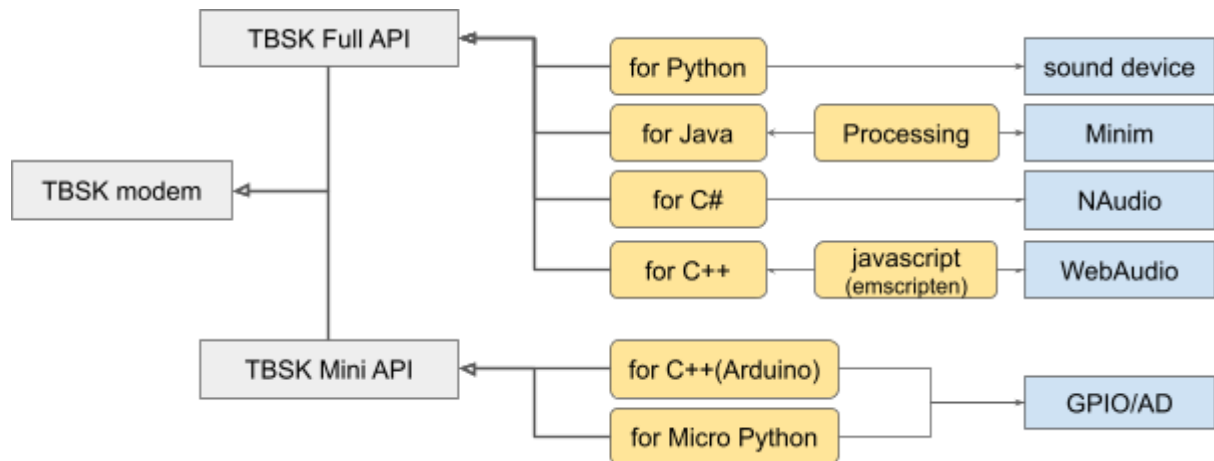 TBSK Full API
for Python
sound device
for Java
Processing
Minim
TBSK modem
for C#
NAudio
for C++
javascript
(emscripten)
WebAudio
TBSK Mini API
for C++(Arduino)
GPIO/AD
for Micro Python